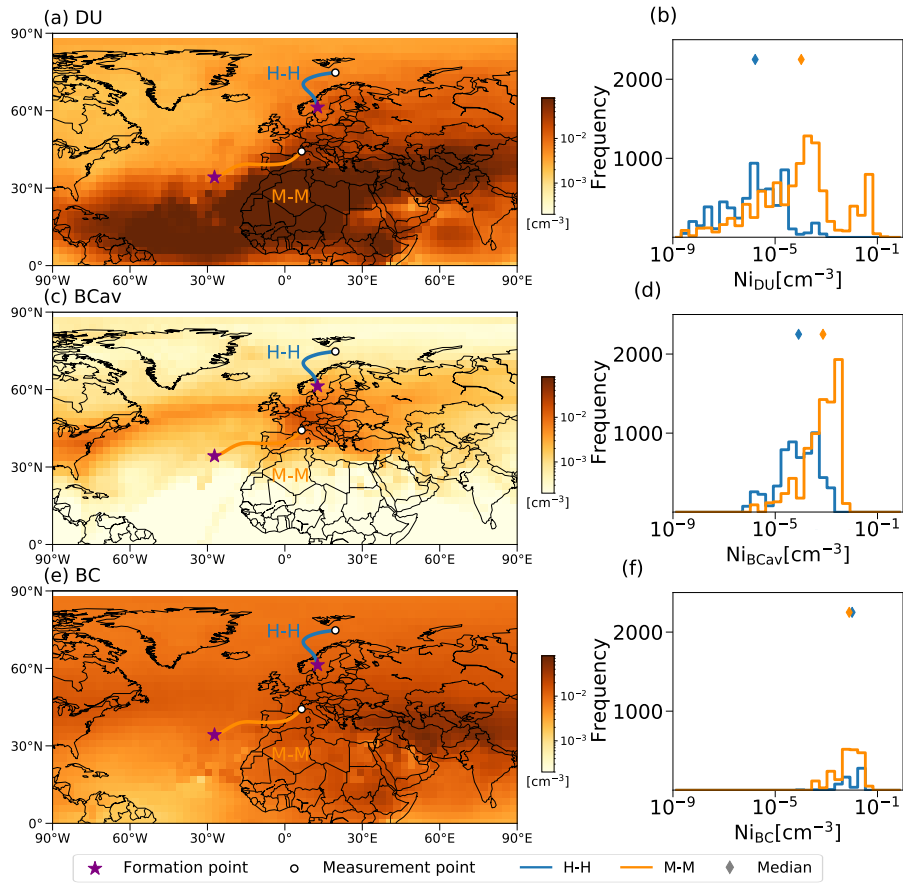 (a) DU
90°N
60°N
30°N
0°
H-H
M-M
10⁻²
10⁻³
[cm⁻³]
90°W 60°W 30°W 0° 30°E 60°E 90°E
(b)
Frequency
2000
1000
10⁻⁹ 10⁻⁵ 10⁻¹
Ni_DU[cm⁻³]
(c) BCav
90°N
60°N
30°N
0°
H-H
M-M
10⁻²
10⁻³
[cm⁻³]
90°W 60°W 30°W 0° 30°E 60°E 90°E
(d)
Frequency
2000
1000
10⁻⁹ 10⁻⁵ 10⁻¹
Ni_BCav[cm⁻³]
(e) BC
90°N
60°N
30°N
0°
H-H
M-M
10⁻²
10⁻³
[cm⁻³]
90°W 60°W 30°W 0° 30°E 60°E 90°E
(f)
Frequency
2000
1000
10⁻⁹ 10⁻⁵ 10⁻¹
Ni_BC[cm⁻³]
Formation point Measurement point H-H M-M Median